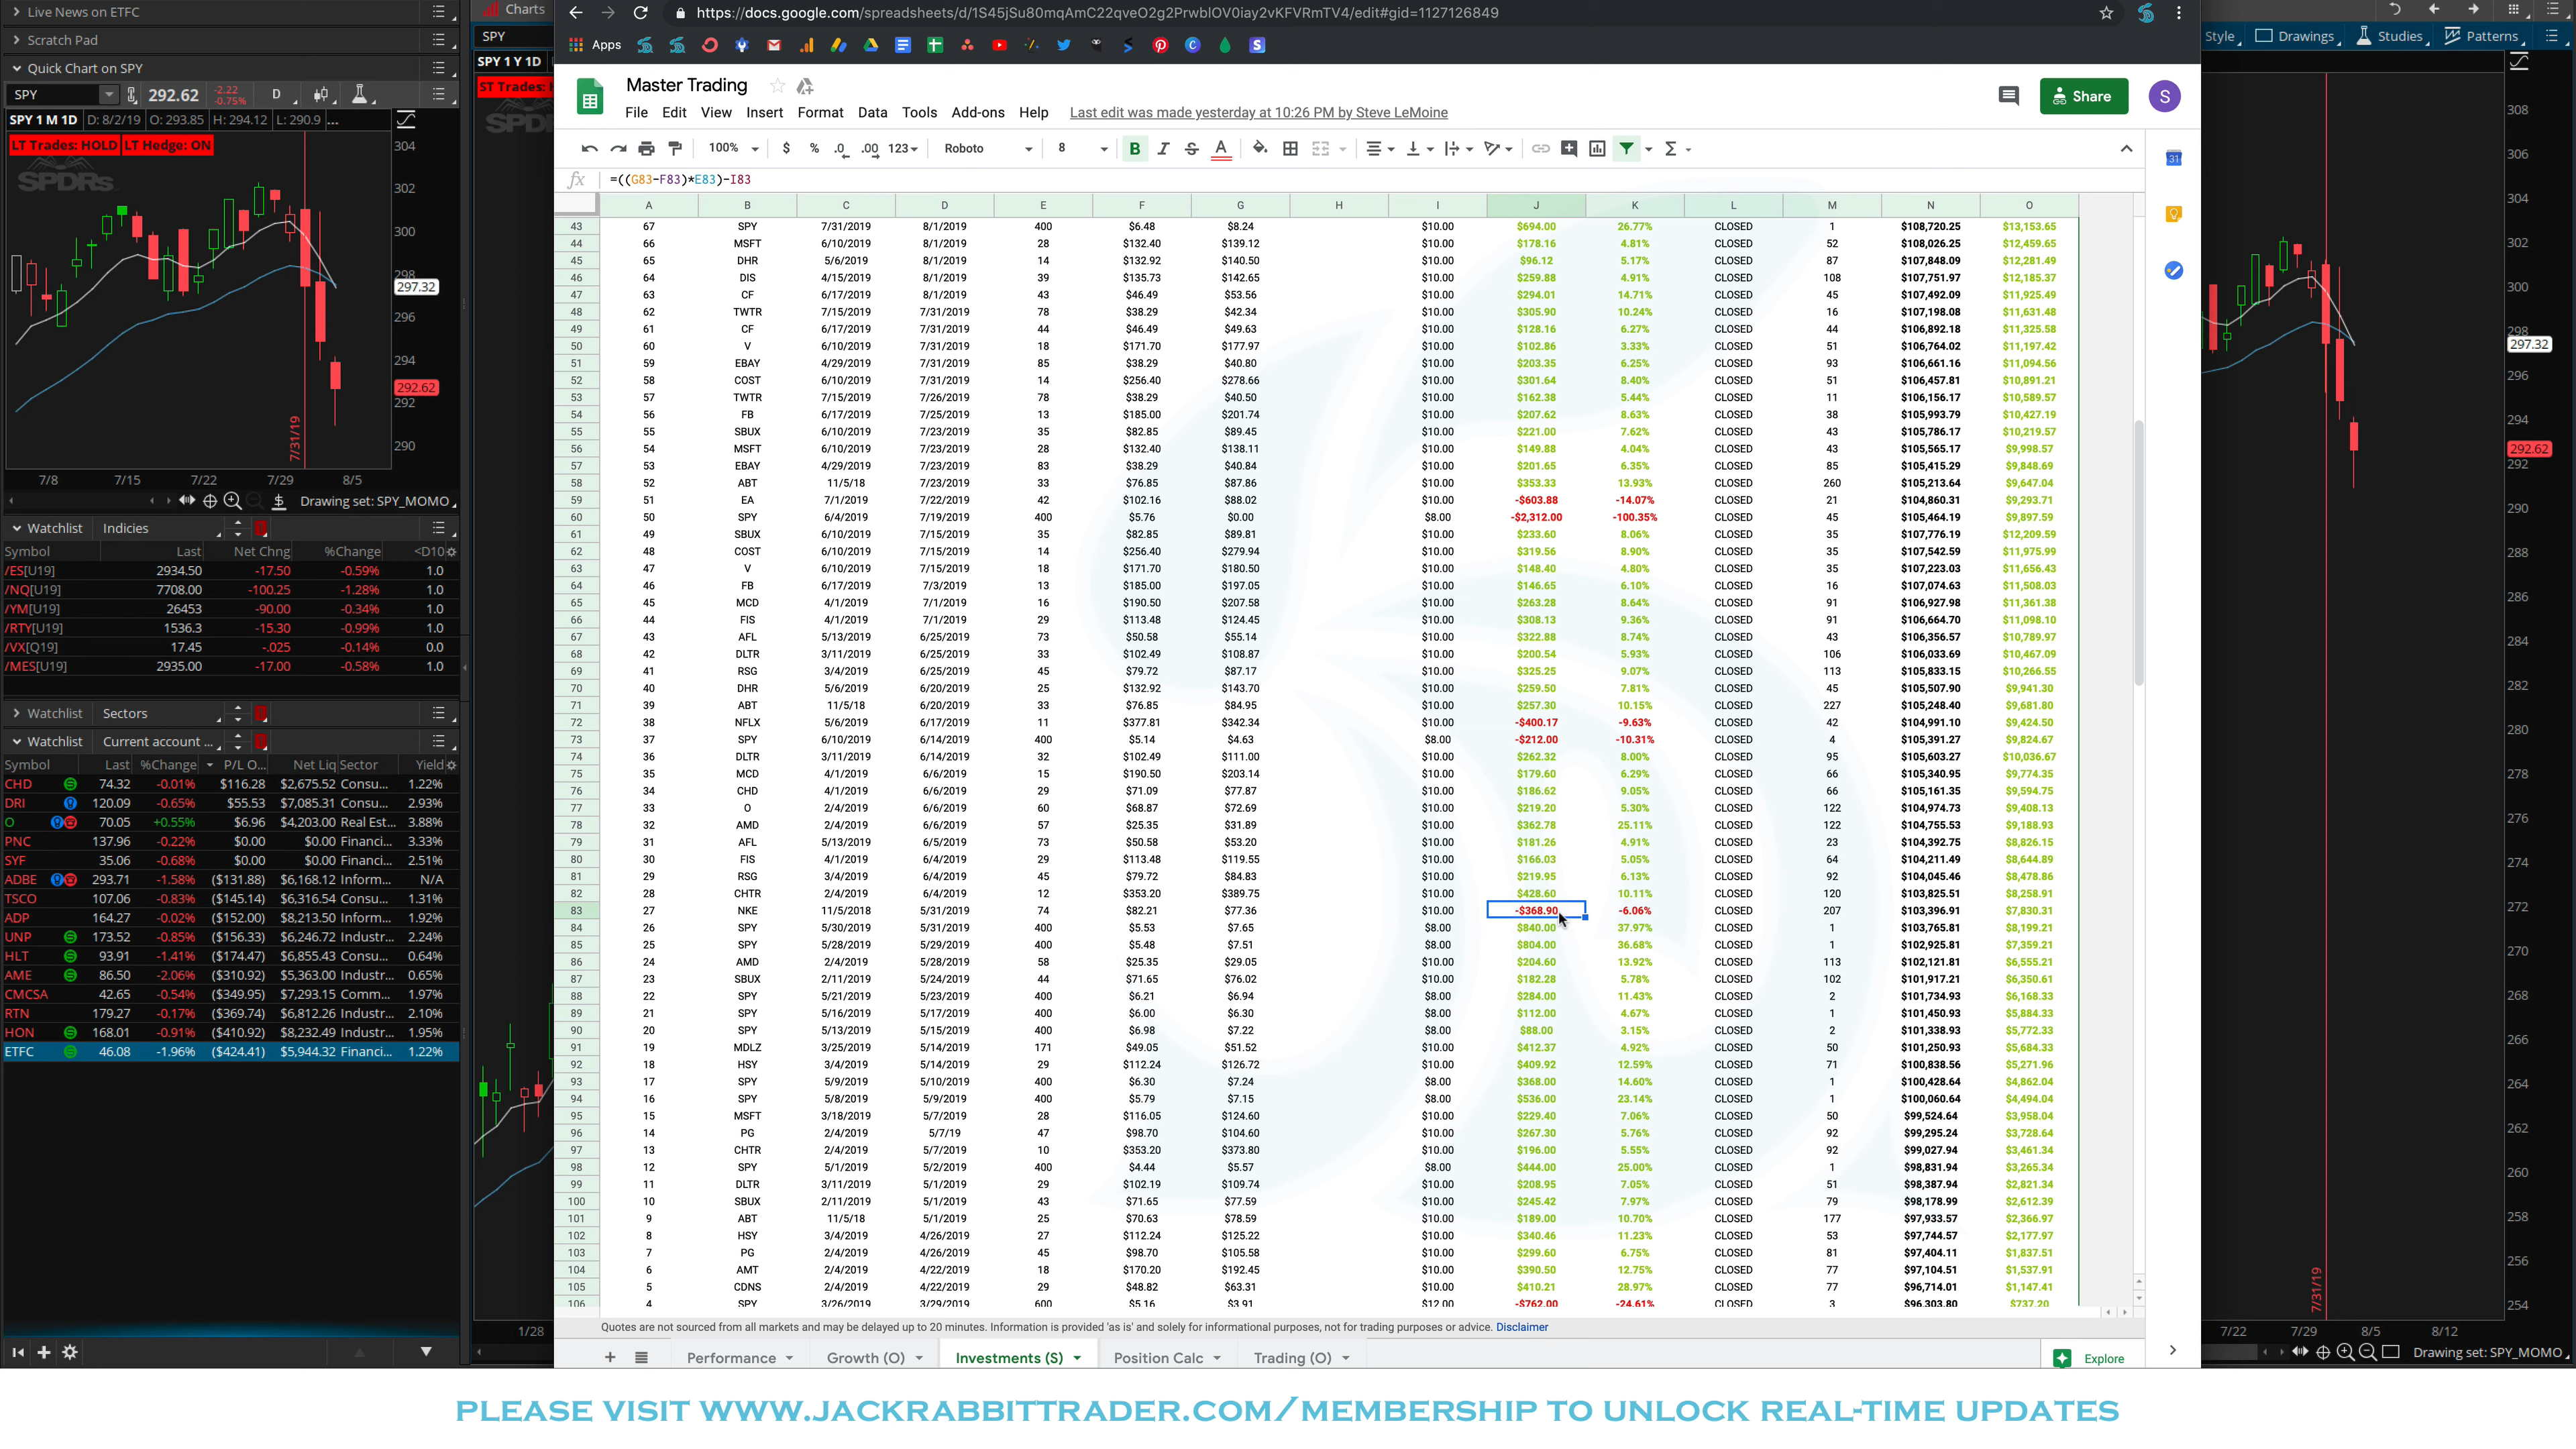 Live News on ETFC
Scratch Pad
Quick Chart on SPY
SPY 292.62 -2.22 -0.75% D
SPY 1 M 1D D: 8/2/19 O: 293.85 H: 294.12 L: 290.9 ...
LT Trades: HOLD LT Hedge: ON
SPDRs
304
302
300
298
297.32
296
294
292.62
292
290
7/31/19
7/8 7/15 7/22 7/29 8/5
Drawing set: SPY_MOMO
Watchlist Indicies
Symbol Last Net Chng %Change <D10
/ES[U19] 2934.50 -17.50 -0.59% 1.0
/NQ[U19] 7708.00 -100.25 -1.28% 1.0
/YM[U19] 26453 -90.00 -0.34% 1.0
/RTY[U19] 1536.3 -15.30 -0.99% 1.0
/VX[Q19] 17.45 -.025 -0.14% 0.0
/MES[U19] 2935.00 -17.00 -0.58% 1.0
Watchlist Sectors
Watchlist Current account ...
Symbol Last %Change P/L O... Net Liq Sector Yield
CHD 74.32 -0.01% $116.28 $2,675.52 Consu... 1.22%
DRI 120.09 -0.65% $55.53 $7,085.31 Consu... 2.93%
O 70.05 +0.55% $6.96 $4,203.00 Real Est... 3.88%
PNC 137.96 -0.22% $0.00 $0.00 Financi... 3.33%
SYF 35.06 -0.68% $0.00 $0.00 Financi... 2.51%
ADBE 293.71 -1.58% ($131.88) $6,168.12 Inform... N/A
TSCO 107.06 -0.83% ($145.14) $6,316.54 Consu... 1.31%
ADP 164.27 -0.02% ($152.00) $8,213.50 Inform... 1.92%
UNP 173.52 -0.85% ($156.33) $6,246.72 Industr... 2.24%
HLT 93.91 -1.41% ($174.47) $6,855.43 Consu... 0.64%
AME 86.50 -2.06% ($310.92) $5,363.00 Industr... 0.65%
CMCSA 42.65 -0.54% ($349.95) $7,293.15 Comm... 1.97%
RTN 179.27 -0.17% ($369.74) $6,812.26 Industr... 2.10%
HON 168.01 -0.91% ($410.92) $8,232.49 Industr... 1.95%
ETFC 46.08 -1.96% ($424.41) $5,944.32 Financi... 1.22%
Charts
SPY
SPY 1 Y 1D
ST Trades: H
SPD
1/28
https://docs.google.com/spreadsheets/d/1S45jSu80mqAmC22qveO2g2PrwblOV0iay2vKFVRmTV4/edit#gid=1127126849
Apps
Master Trading
File Edit View Insert Format Data Tools Add-ons Help Last edit was made yesterday at 10:26 PM by Steve LeMoine
Share S
100% $ % .0 .00 123 Roboto 8 B I S A
fx =((G83-F83)*E83)-I83
A B C D E F G H I J K L M N O
43 67 SPY 7/31/2019 8/1/2019 400 $6.48 $8.24 $10.00 $694.00 26.77% CLOSED 1 $108,720.25 $13,153.65
44 66 MSFT 6/10/2019 8/1/2019 28 $132.40 $139.12 $10.00 $178.16 4.81% CLOSED 52 $108,026.25 $12,459.65
45 65 DHR 5/6/2019 8/1/2019 14 $132.92 $140.50 $10.00 $96.12 5.17% CLOSED 87 $107,848.09 $12,281.49
46 64 DIS 4/15/2019 8/1/2019 39 $135.73 $142.65 $10.00 $259.88 4.91% CLOSED 108 $107,751.97 $12,185.37
47 63 CF 6/17/2019 8/1/2019 43 $46.49 $53.56 $10.00 $294.01 14.71% CLOSED 45 $107,492.09 $11,925.49
48 62 TWTR 7/15/2019 7/31/2019 78 $38.29 $42.34 $10.00 $305.90 10.24% CLOSED 16 $107,198.08 $11,631.48
49 61 CF 6/17/2019 7/31/2019 44 $46.49 $49.63 $10.00 $128.16 6.27% CLOSED 44 $106,892.18 $11,325.58
50 60 V 6/10/2019 7/31/2019 18 $171.70 $177.97 $10.00 $102.86 3.33% CLOSED 51 $106,764.02 $11,197.42
51 59 EBAY 4/29/2019 7/31/2019 85 $38.29 $40.80 $10.00 $203.35 6.25% CLOSED 93 $106,661.16 $11,094.56
52 58 COST 6/10/2019 7/31/2019 14 $256.40 $278.66 $10.00 $301.64 8.40% CLOSED 51 $106,457.81 $10,891.21
53 57 TWTR 7/15/2019 7/26/2019 78 $38.29 $40.50 $10.00 $162.38 5.44% CLOSED 11 $106,156.17 $10,589.57
54 56 FB 6/17/2019 7/25/2019 13 $185.00 $201.74 $10.00 $207.62 8.63% CLOSED 38 $105,993.79 $10,427.19
55 55 SBUX 6/10/2019 7/23/2019 35 $82.85 $89.45 $10.00 $221.00 7.62% CLOSED 43 $105,786.17 $10,219.57
56 54 MSFT 6/10/2019 7/23/2019 28 $132.40 $138.11 $10.00 $149.88 4.04% CLOSED 43 $105,565.17 $9,998.57
57 53 EBAY 4/29/2019 7/23/2019 83 $38.29 $40.84 $10.00 $201.65 6.35% CLOSED 85 $105,415.29 $9,848.69
58 52 ABT 11/5/18 7/23/2019 33 $76.85 $87.86 $10.00 $353.33 13.93% CLOSED 260 $105,213.64 $9,647.04
59 51 EA 7/1/2019 7/22/2019 42 $102.16 $88.02 $10.00 -$603.88 -14.07% CLOSED 21 $104,860.31 $9,293.71
60 50 SPY 6/4/2019 7/19/2019 400 $5.76 $0.00 $8.00 -$2,312.00 -100.35% CLOSED 45 $105,464.19 $9,897.59
61 49 SBUX 6/10/2019 7/15/2019 35 $82.85 $89.81 $10.00 $233.60 8.06% CLOSED 35 $107,776.19 $12,209.59
62 48 COST 6/10/2019 7/15/2019 14 $256.40 $279.94 $10.00 $319.56 8.90% CLOSED 35 $107,542.59 $11,975.99
63 47 V 6/10/2019 7/15/2019 18 $171.70 $180.50 $10.00 $148.40 4.80% CLOSED 35 $107,223.03 $11,656.43
64 46 FB 6/17/2019 7/3/2019 13 $185.00 $197.05 $10.00 $146.65 6.10% CLOSED 16 $107,074.63 $11,508.03
65 45 MCD 4/1/2019 7/1/2019 16 $190.50 $207.58 $10.00 $263.28 8.64% CLOSED 91 $106,927.98 $11,361.38
66 44 FIS 4/1/2019 7/1/2019 29 $113.48 $124.45 $10.00 $308.13 9.36% CLOSED 91 $106,664.70 $11,098.10
67 43 AFL 5/13/2019 6/25/2019 73 $50.58 $55.14 $10.00 $322.88 8.74% CLOSED 43 $106,356.57 $10,789.97
68 42 DLTR 3/11/2019 6/25/2019 33 $102.49 $108.87 $10.00 $200.54 5.93% CLOSED 106 $106,033.69 $10,467.09
69 41 RSG 3/4/2019 6/25/2019 45 $79.72 $87.17 $10.00 $325.25 9.07% CLOSED 113 $105,833.15 $10,266.55
70 40 DHR 5/6/2019 6/20/2019 25 $132.92 $143.70 $10.00 $259.50 7.81% CLOSED 45 $105,507.90 $9,941.30
71 39 ABT 11/5/18 6/20/2019 33 $76.85 $84.95 $10.00 $257.30 10.15% CLOSED 227 $105,248.40 $9,681.80
72 38 NFLX 5/6/2019 6/17/2019 11 $377.81 $342.34 $10.00 -$400.17 -9.63% CLOSED 42 $104,991.10 $9,424.50
73 37 SPY 6/10/2019 6/14/2019 400 $5.14 $4.63 $8.00 -$212.00 -10.31% CLOSED 4 $105,391.27 $9,824.67
74 36 DLTR 3/11/2019 6/14/2019 32 $102.49 $111.00 $10.00 $262.32 8.00% CLOSED 95 $105,603.27 $10,036.67
75 35 MCD 4/1/2019 6/6/2019 15 $190.50 $203.14 $10.00 $179.60 6.29% CLOSED 66 $105,340.95 $9,774.35
76 34 CHD 4/1/2019 6/6/2019 29 $71.09 $77.87 $10.00 $186.62 9.05% CLOSED 66 $105,161.35 $9,594.75
77 33 O 2/4/2019 6/6/2019 60 $68.87 $72.69 $10.00 $219.20 5.30% CLOSED 122 $104,974.73 $9,408.13
78 32 AMD 2/4/2019 6/6/2019 57 $25.35 $31.89 $10.00 $362.78 25.11% CLOSED 122 $104,755.53 $9,188.93
79 31 AFL 5/13/2019 6/5/2019 73 $50.58 $53.20 $10.00 $181.26 4.91% CLOSED 23 $104,392.75 $8,826.15
80 30 FIS 4/1/2019 6/4/2019 29 $113.48 $119.55 $10.00 $166.03 5.05% CLOSED 64 $104,211.49 $8,644.89
81 29 RSG 3/4/2019 6/4/2019 45 $79.72 $84.83 $10.00 $219.95 6.13% CLOSED 92 $104,045.46 $8,478.86
82 28 CHTR 2/4/2019 6/4/2019 12 $353.20 $389.75 $10.00 $428.60 10.11% CLOSED 120 $103,825.51 $8,258.91
83 27 NKE 11/5/2018 5/31/2019 74 $82.21 $77.36 $10.00 -$368.90 -6.06% CLOSED 207 $103,396.91 $7,830.31
84 26 SPY 5/30/2019 5/31/2019 400 $5.53 $7.65 $8.00 $840.00 37.97% CLOSED 1 $103,765.81 $8,199.21
85 25 SPY 5/28/2019 5/29/2019 400 $5.48 $7.51 $8.00 $804.00 36.68% CLOSED 1 $102,925.81 $7,359.21
86 24 AMD 2/4/2019 5/28/2019 58 $25.35 $29.05 $10.00 $204.60 13.92% CLOSED 113 $102,121.81 $6,555.21
87 23 SBUX 2/11/2019 5/24/2019 44 $71.65 $76.02 $10.00 $182.28 5.78% CLOSED 102 $101,917.21 $6,350.61
88 22 SPY 5/21/2019 5/23/2019 400 $6.21 $6.94 $8.00 $284.00 11.43% CLOSED 2 $101,734.93 $6,168.33
89 21 SPY 5/16/2019 5/17/2019 400 $6.00 $6.30 $8.00 $112.00 4.67% CLOSED 1 $101,450.93 $5,884.33
90 20 SPY 5/13/2019 5/15/2019 400 $6.98 $7.22 $8.00 $88.00 3.15% CLOSED 2 $101,338.93 $5,772.33
91 19 MDLZ 3/25/2019 5/14/2019 171 $49.05 $51.52 $10.00 $412.37 4.92% CLOSED 50 $101,250.93 $5,684.33
92 18 HSY 3/4/2019 5/14/2019 29 $112.24 $126.72 $10.00 $409.92 12.59% CLOSED 71 $100,838.56 $5,271.96
93 17 SPY 5/9/2019 5/10/2019 400 $6.30 $7.24 $8.00 $368.00 14.60% CLOSED 1 $100,428.64 $4,862.04
94 16 SPY 5/8/2019 5/9/2019 400 $5.79 $7.15 $8.00 $536.00 23.14% CLOSED 1 $100,060.64 $4,494.04
95 15 MSFT 3/18/2019 5/7/2019 28 $116.05 $124.60 $10.00 $229.40 7.06% CLOSED 50 $99,524.64 $3,958.04
96 14 PG 2/4/2019 5/7/19 47 $98.70 $104.60 $10.00 $267.30 5.76% CLOSED 92 $99,295.24 $3,728.64
97 13 CHTR 2/4/2019 5/7/2019 10 $353.20 $373.80 $10.00 $196.00 5.55% CLOSED 92 $99,027.94 $3,461.34
98 12 SPY 5/1/2019 5/2/2019 400 $4.44 $5.57 $8.00 $444.00 25.00% CLOSED 1 $98,831.94 $3,265.34
99 11 DLTR 3/11/2019 5/1/2019 29 $102.19 $109.74 $10.00 $208.95 7.05% CLOSED 51 $98,387.94 $2,821.34
100 10 SBUX 2/11/2019 5/1/2019 43 $71.65 $77.59 $10.00 $245.42 7.97% CLOSED 79 $98,178.99 $2,612.39
101 9 ABT 11/5/18 5/1/2019 25 $70.63 $78.59 $10.00 $189.00 10.70% CLOSED 177 $97,933.57 $2,366.97
102 8 HSY 3/4/2019 4/26/2019 27 $112.24 $125.22 $10.00 $340.46 11.23% CLOSED 53 $97,744.57 $2,177.97
103 7 PG 2/4/2019 4/26/2019 45 $98.70 $105.58 $10.00 $299.60 6.75% CLOSED 81 $97,404.11 $1,837.51
104 6 AMT 2/4/2019 4/22/2019 18 $170.20 $192.45 $10.00 $390.50 12.75% CLOSED 77 $97,104.51 $1,537.91
105 5 CDNS 2/4/2019 4/22/2019 29 $48.82 $63.31 $10.00 $410.21 28.97% CLOSED 77 $96,714.01 $1,147.41
106 4 SPY 3/26/2019 3/29/2019 600 $5.16 $3.91 $12.00 -$762.00 -24.61% CLOSED 3 $96,303.80 $737.20
Quotes are not sourced from all markets and may be delayed up to 20 minutes. Information is provided 'as is' and solely for informational purposes, not for trading purposes or advice. Disclaimer
Performance Growth (O) Investments (S) Position Calc Trading (O) Explore
Style Drawings Studies Patterns
308
306
304
302
300
298
297.32
296
294
292.62
292
290
288
286
284
282
280
278
276
274
272
270
268
266
264
262
260
258
256
254
7/31/19
7/22 7/29 8/5 8/12
Drawing set: SPY_MOMO
PLEASE VISIT WWW.JACKRABBITTRADER.COM/MEMBERSHIP TO UNLOCK REAL-TIME UPDATES